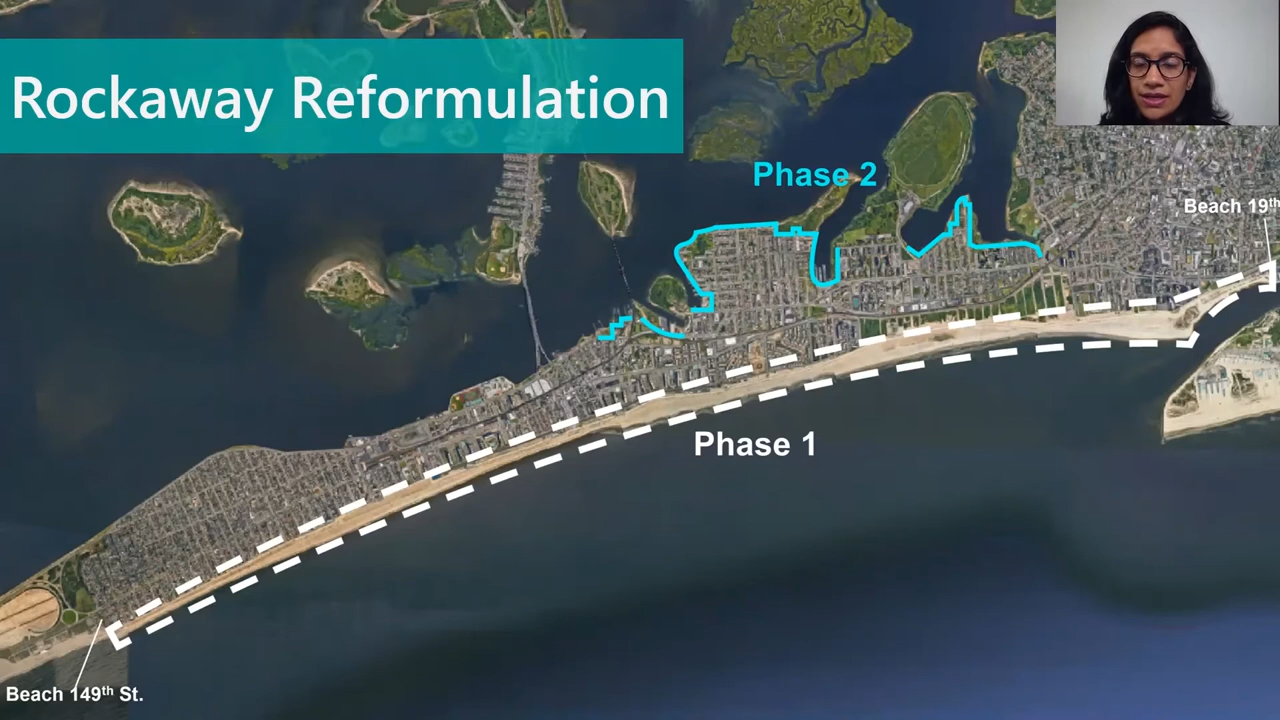 Rockaway Reformulation
Phase 2
Beach 19th
Phase 1
Beach 149th St.